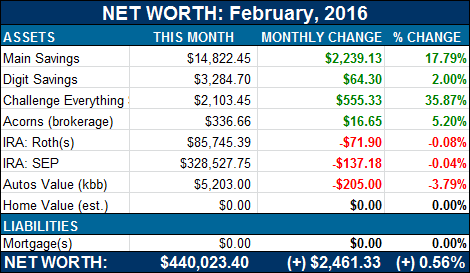 NET WORTH: February, 2016
ASSETS THIS MONTH MONTHLY CHANGE % CHANGE
Main Savings $14,822.45 $2,239.13 17.79%
Digit Savings $3,284.70 $64.30 2.00%
Challenge Everything $2,103.45 $555.33 35.87%
Acorns (brokerage) $336.66 $16.65 5.20%
IRA: Roth(s) $85,745.39 -$71.90 -0.08%
IRA: SEP $328,527.75 -$137.18 -0.04%
Autos Value (kbb) $5,203.00 -$205.00 -3.79%
Home Value (est.) $0.00 $0.00 0.00%
LIABILITIES
Mortgage(s) $0.00 $0.00 0.00%
NET WORTH: $440,023.40 (+) $2,461.33 (+) 0.56%